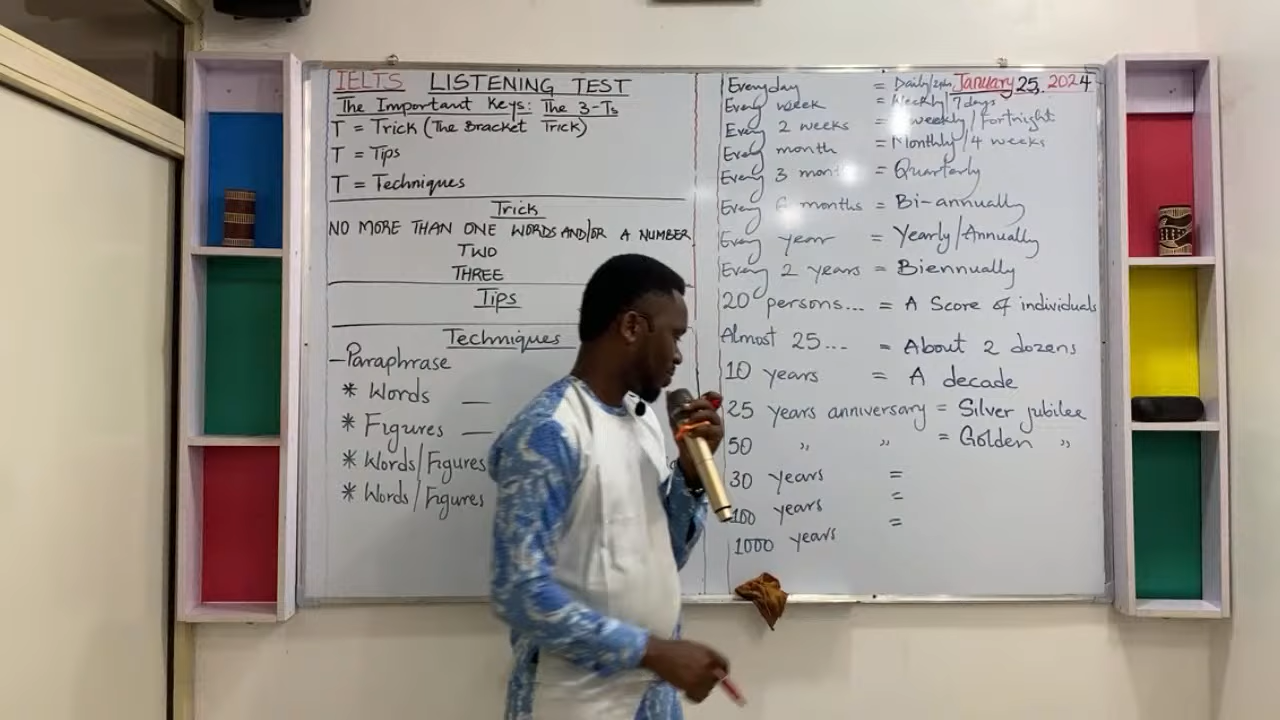 IELTS LISTENING TEST
The Important Keys: The 3-Ts
T = Trick (The Bracket Trick)
T = Tips
T = Techniques
Trick
NO MORE THAN ONE WORDS AND/OR A NUMBER
TWO
THREE
Tips
Techniques
-Paraphrase
* Words —
* Figures —
* Words/Figures
* Words/Figures
January 25, 2024
Everyday = Daily/
Every week = Weekly/7 days
Every 2 weeks = weekly/fortnight
Every month = Monthly/4 weeks
Every 3 mon = Quarterly
Every 6 months = Bi-annually
Every year = Yearly/Annually
Every 2 years = Biennually
20 persons... = A Score of individuals
Almost 25... = About 2 dozens
10 years = A decade
25 years anniversary = Silver jubilee
50 ,, ,, = Golden ,,
30 years =
100 years =
1000 years =